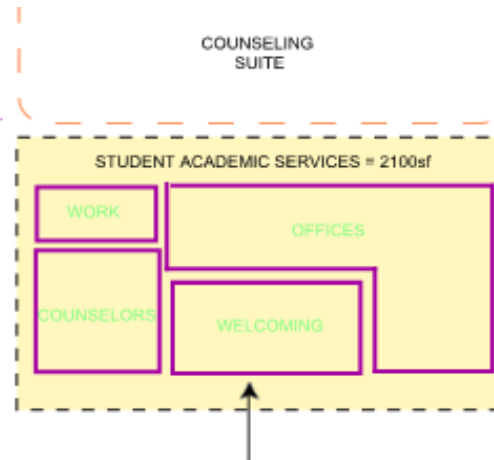 COUNSELING
SUITE
STUDENT ACADEMIC SERVICES = 2100sf
WORK
OFFICES
COUNSELORS
WELCOMING